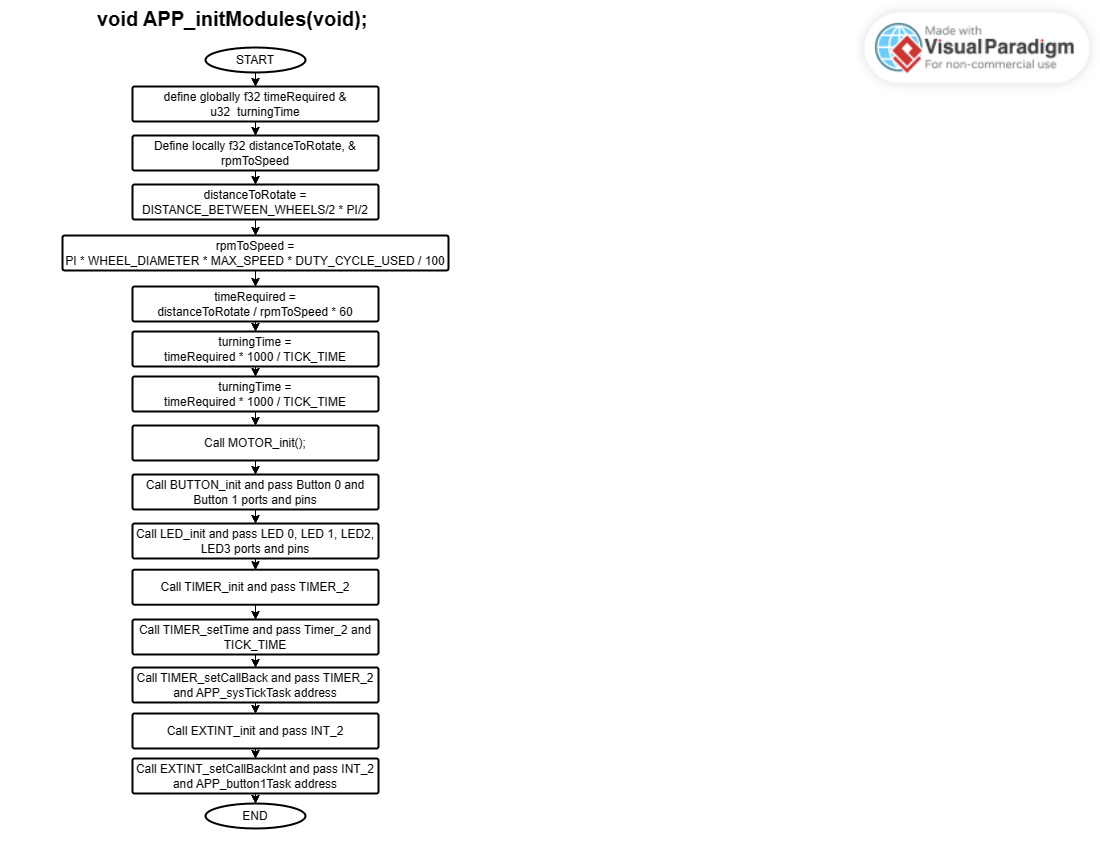 void APP_initModules(void);
Made with
Visual Paradigm
For non-commercial use
START
define globally f32 timeRequired &
u32 turningTime
Define locally f32 distanceToRotate, &
rpmToSpeed
distanceToRotate =
DISTANCE_BETWEEN_WHEELS/2 * PI/2
rpmToSpeed =
PI * WHEEL_DIAMETER * MAX_SPEED * DUTY_CYCLE_USED / 100
timeRequired =
distanceToRotate / rpmToSpeed * 60
turningTime =
timeRequired * 1000 / TICK_TIME
turningTime =
timeRequired * 1000 / TICK_TIME
Call MOTOR_init();
Call BUTTON_init and pass Button 0 and
Button 1 ports and pins
Call LED_init and pass LED 0, LED 1, LED2,
LED3 ports and pins
Call TIMER_init and pass TIMER_2
Call TIMER_setTime and pass Timer_2 and
TICK_TIME
Call TIMER_setCallBack and pass TIMER_2
and APP_sysTickTask address
Call EXTINT_init and pass INT_2
Call EXTINT_setCallBackInt and pass INT_2
and APP_button1Task address
END